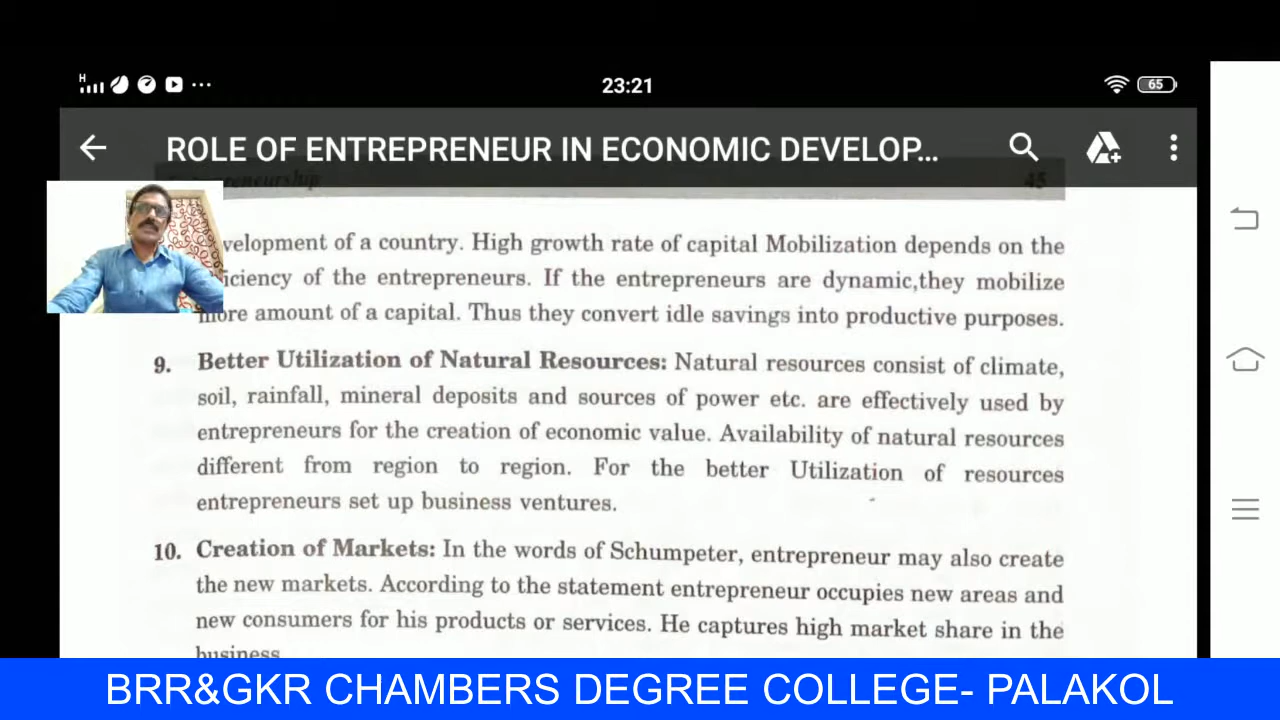 H
23:21
65
ROLE OF ENTREPRENEUR IN ECONOMIC DEVELOP...
Entrepreneurship 45
velopment of a country. High growth rate of capital Mobilization depends on the
iciency of the entrepreneurs. If the entrepreneurs are dynamic,they mobilize
more amount of a capital. Thus they convert idle savings into productive purposes.
9. Better Utilization of Natural Resources: Natural resources consist of climate,
soil, rainfall, mineral deposits and sources of power etc. are effectively used by
entrepreneurs for the creation of economic value. Availability of natural resources
different from region to region. For the better Utilization of resources
entrepreneurs set up business ventures.
10. Creation of Markets: In the words of Schumpeter, entrepreneur may also create
the new markets. According to the statement entrepreneur occupies new areas and
new consumers for his products or services. He captures high market share in the
business
BRR&GKR CHAMBERS DEGREE COLLEGE- PALAKOL